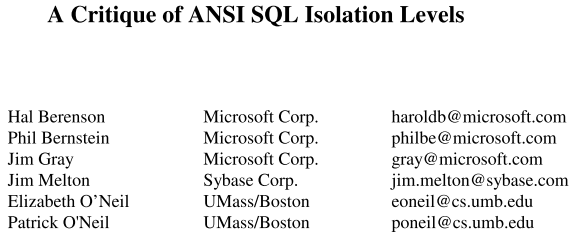 A Critique of ANSI SQL Isolation Levels
Hal Berenson Microsoft Corp. haroldb@microsoft.com
Phil Bernstein Microsoft Corp. philbe@microsoft.com
Jim Gray Microsoft Corp. gray@microsoft.com
Jim Melton Sybase Corp. jim.melton@sybase.com
Elizabeth O’Neil UMass/Boston eoneil@cs.umb.edu
Patrick O'Neil UMass/Boston poneil@cs.umb.edu